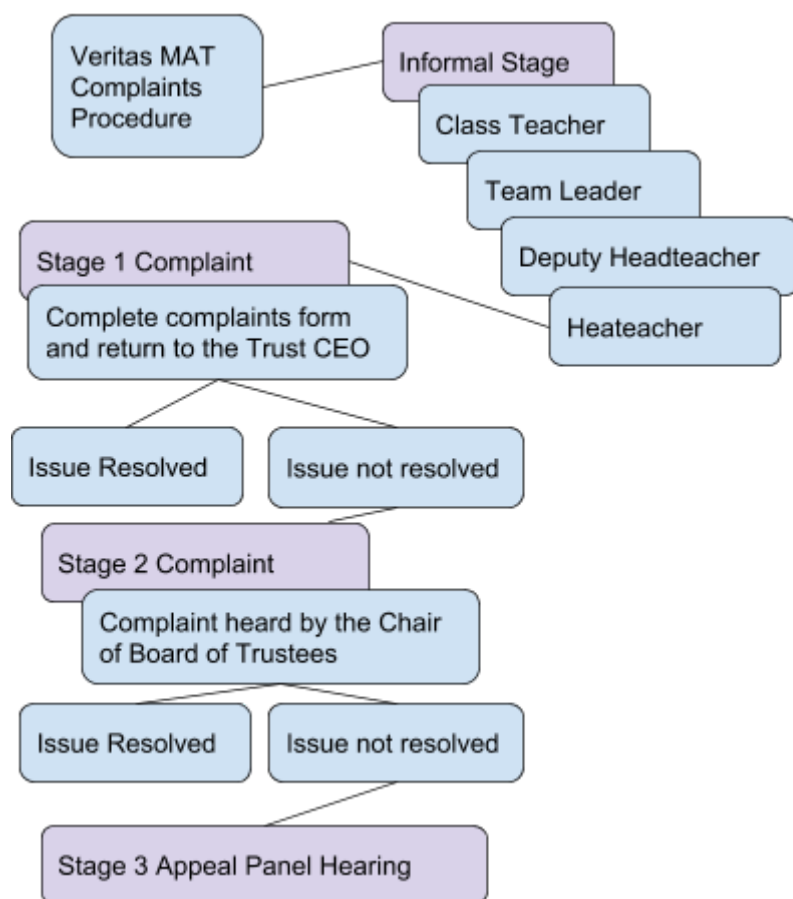 Veritas MAT
Complaints
Procedure
Informal Stage
Class Teacher
Team Leader
Deputy Headteacher
Heateacher
Stage 1 Complaint
Complete complaints form
and return to the Trust CEO
Issue Resolved
Issue not resolved
Stage 2 Complaint
Complaint heard by the Chair
of Board of Trustees
Issue Resolved
Issue not resolved
Stage 3 Appeal Panel Hearing